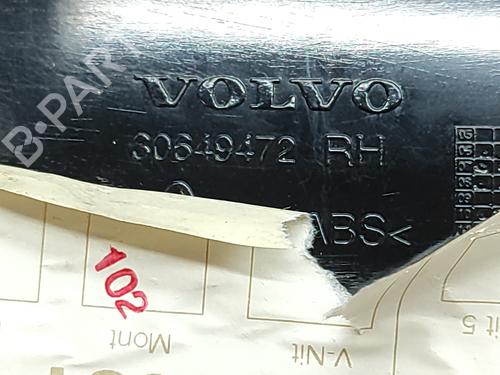 B-PARTS
VOLVO
30649472 RH
ABS<
102
Mont
V-Nit
it 5